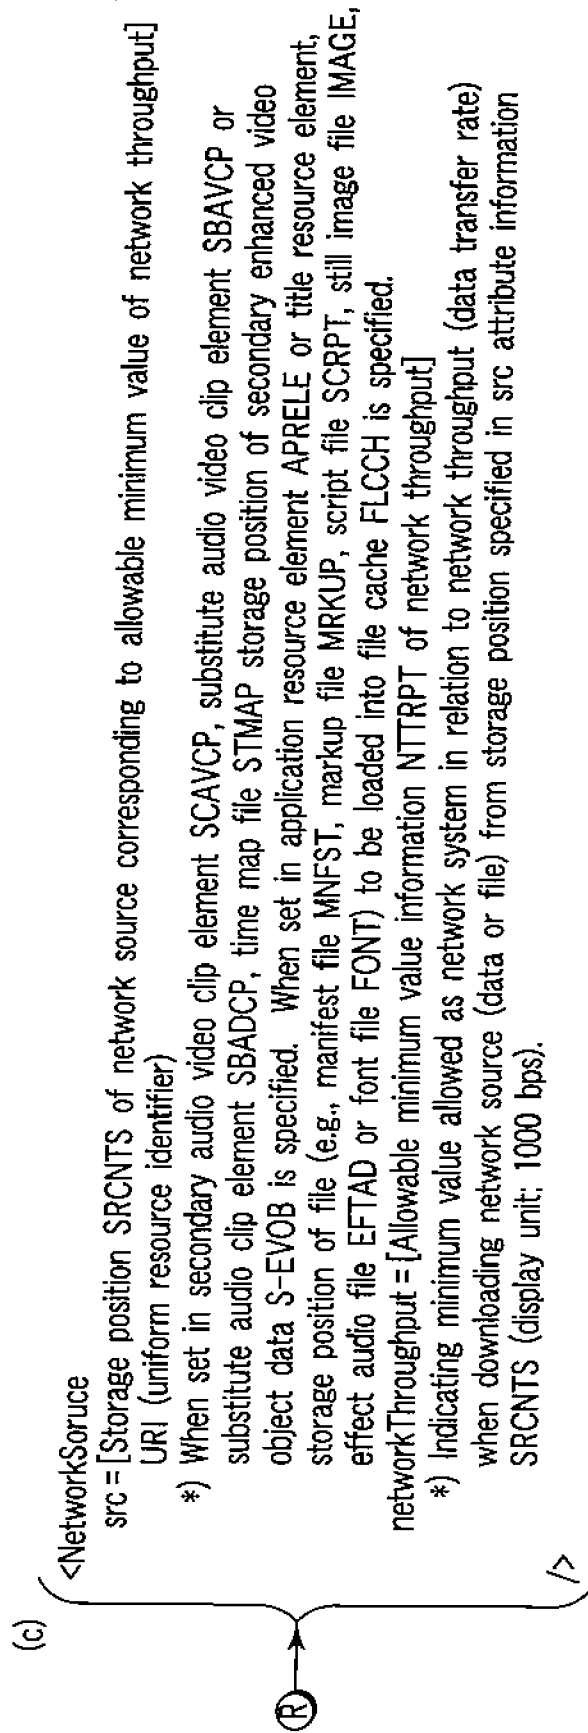 (c)
<NetworkSoruce
src = [Storage position SRCNTS of network source corresponding to allowable minimum value of network throughput]
URI (uniform resource identifier)
*) When set in secondary audio video clip element SCAVCP, substitute audio video clip element SBAVCP or
substitute audio clip element SBADCP, time map file STMAP storage position of secondary enhanced video
object data S-EVOB is specified. When set in application resource element APRELE or title resource element,
storage position of file (e.g., manifest file MNFST, markup file MRKUP, script file SCRPT, still image file IMAGE,
effect audio file EFTAD or font file FONT) to be loaded into file cache FLCCH is specified.
networkThroughput = [Allowable minimum value information NTTRPT of network throughput]
*) Indicating minimum value allowed as network system in relation to network throughput (data transfer rate)
when downloading network source (data or file) from storage position specified in src attribute information
SRCNTS (display unit; 1000 bps).
/>
R